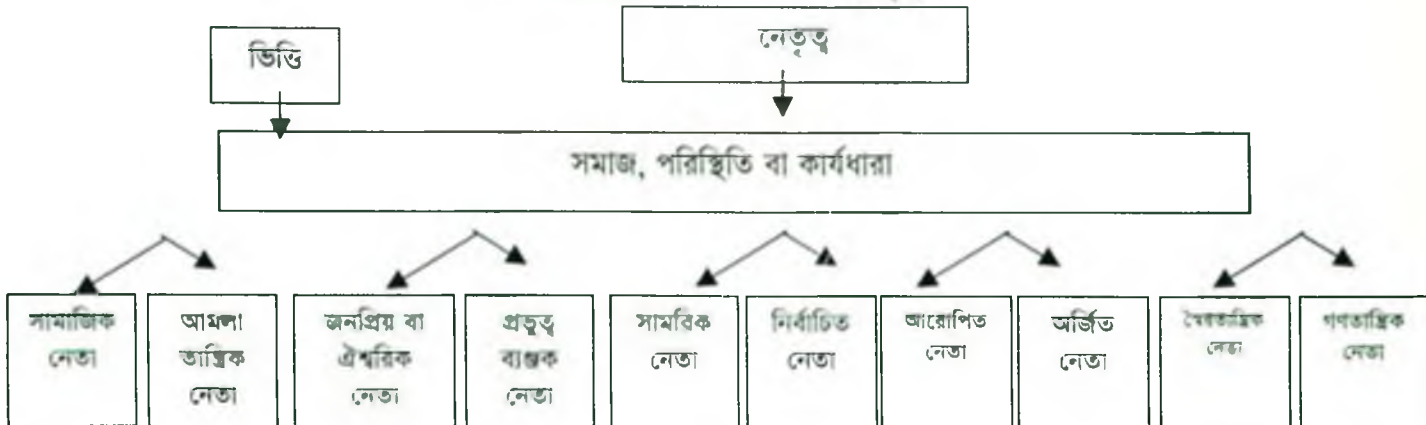 নেতৃত্ব
ভিত্তি
সমাজ, পরিস্থিতি বা কার্যধারা
সামাজিক
নেতা
আমলা
তান্ত্রিক
নেতা
জনপ্রিয় বা
ঐশ্বরিক
নেতা
প্রভুত্ব
ব্যঞ্জক
নেতা
সামরিক
নেতা
নির্বাচিত
নেতা
আরোপিত
নেতা
অর্জিত
নেতা
স্বৈরতান্ত্রিক
নেতা
গণতান্ত্রিক
নেতা